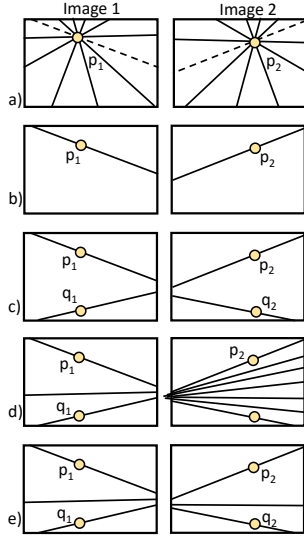 Image 1 Image 2
p1 p2
a)
p1 p2
b)
p1 p2
q1 q2
c)
p1 p2
q1
d)
p1 p2
q1 q2
e)